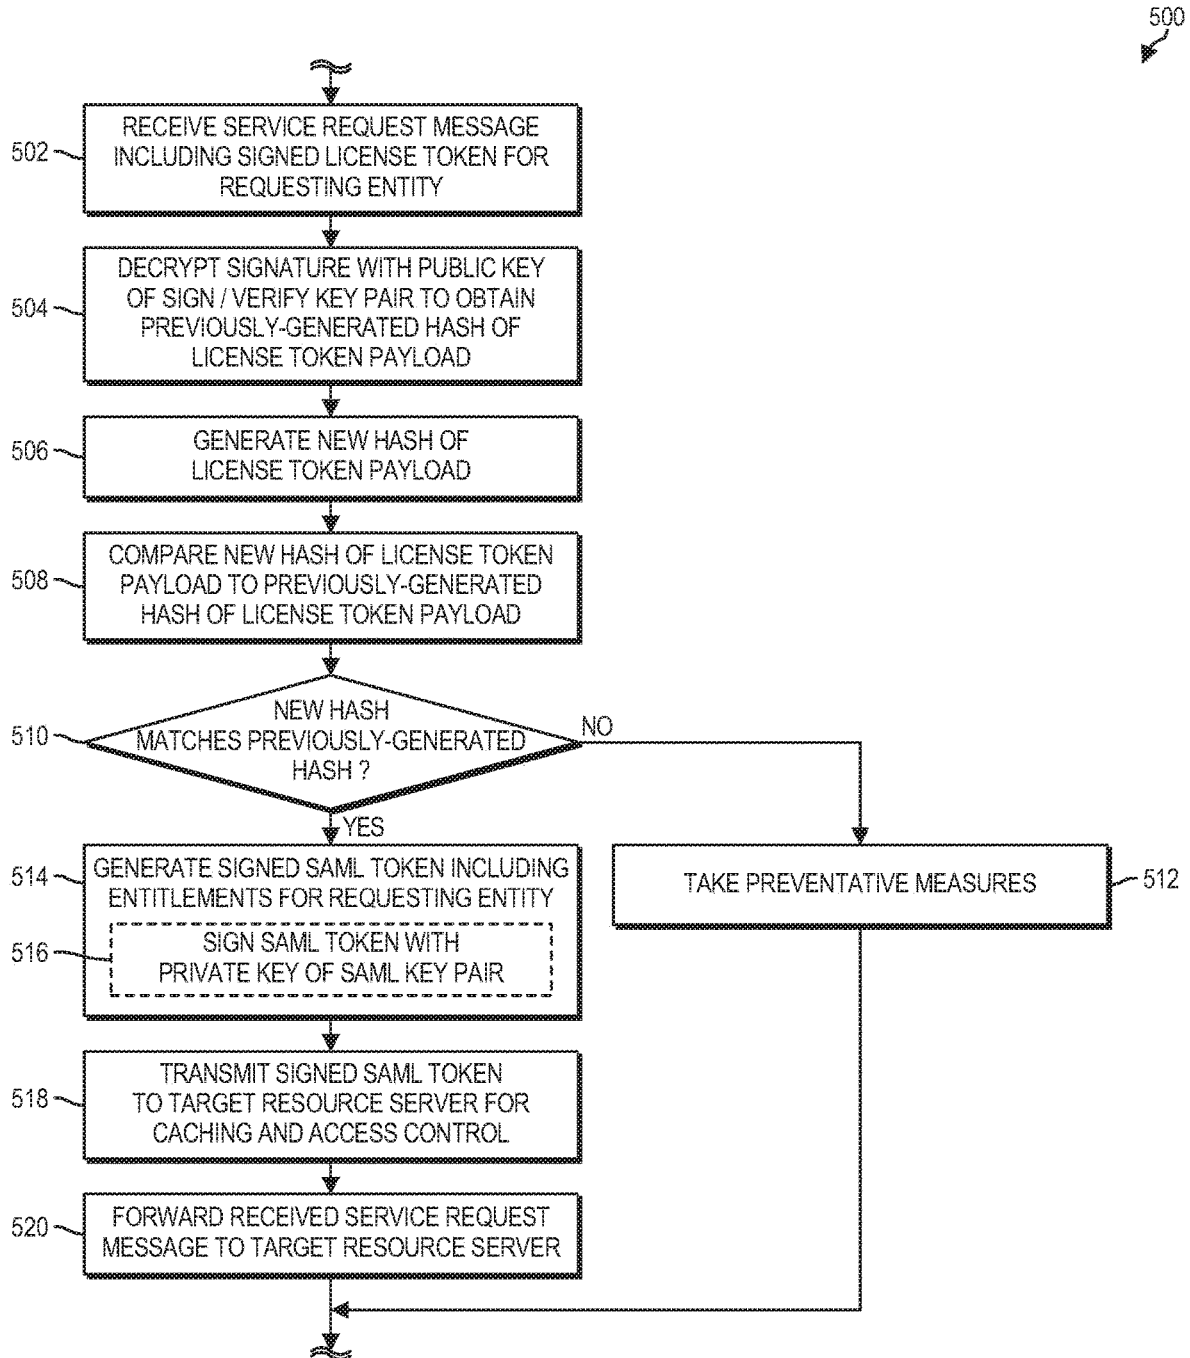 500
502
RECEIVE SERVICE REQUEST MESSAGE
INCLUDING SIGNED LICENSE TOKEN FOR
REQUESTING ENTITY
504
DECRYPT SIGNATURE WITH PUBLIC KEY
OF SIGN / VERIFY KEY PAIR TO OBTAIN
PREVIOUSLY-GENERATED HASH OF
LICENSE TOKEN PAYLOAD
506
GENERATE NEW HASH OF
LICENSE TOKEN PAYLOAD
508
COMPARE NEW HASH OF LICENSE TOKEN
PAYLOAD TO PREVIOUSLY-GENERATED
HASH OF LICENSE TOKEN PAYLOAD
510
NEW HASH
MATCHES PREVIOUSLY-GENERATED
HASH ?
NO
YES
514
GENERATE SIGNED SAML TOKEN INCLUDING
ENTITLEMENTS FOR REQUESTING ENTITY
516
SIGN SAML TOKEN WITH
PRIVATE KEY OF SAML KEY PAIR
TAKE PREVENTATIVE MEASURES
512
518
TRANSMIT SIGNED SAML TOKEN
TO TARGET RESOURCE SERVER FOR
CACHING AND ACCESS CONTROL
520
FORWARD RECEIVED SERVICE REQUEST
MESSAGE TO TARGET RESOURCE SERVER